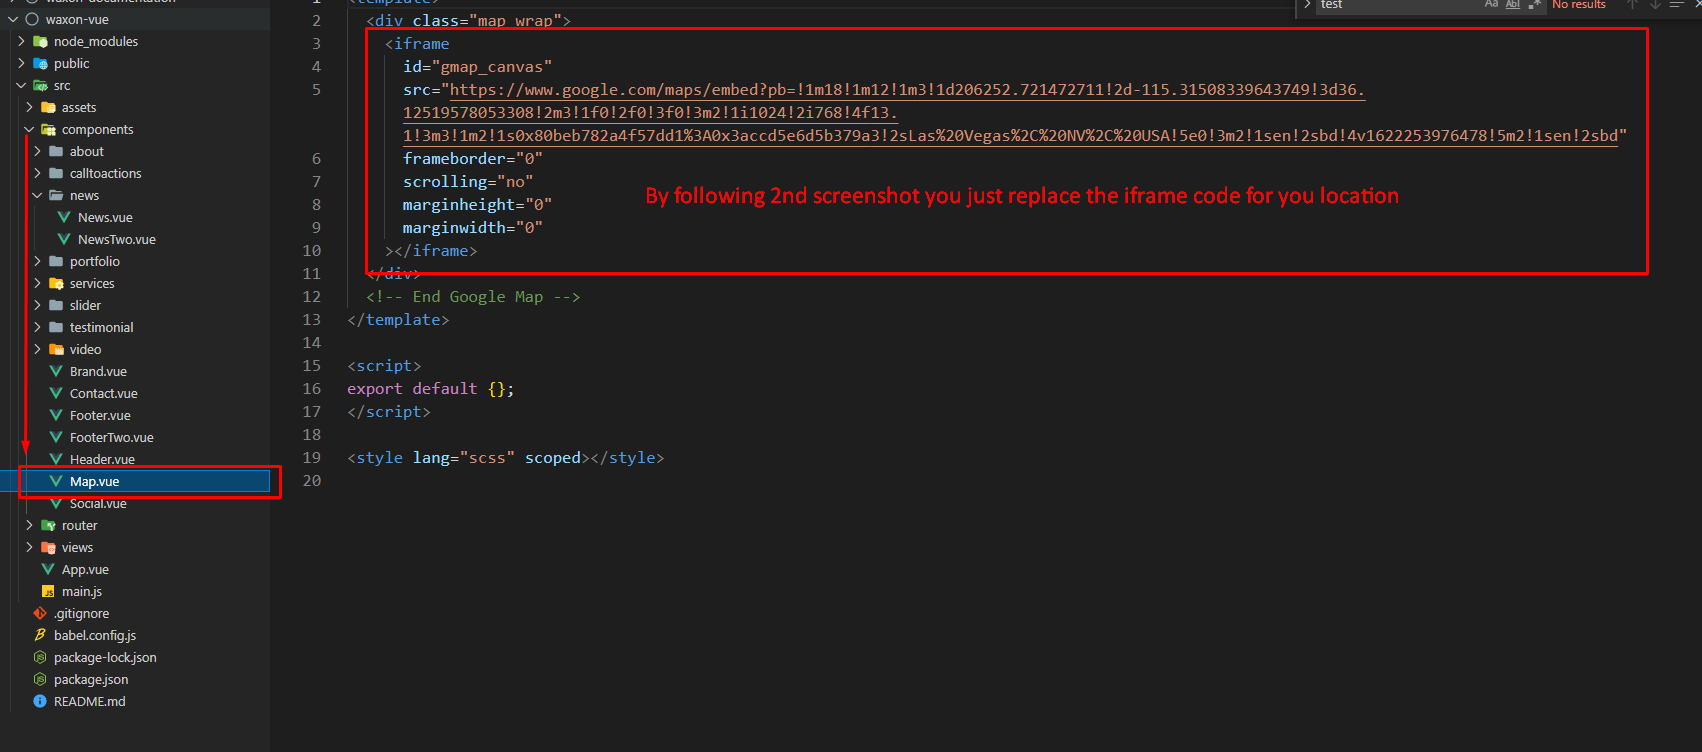 waxon-documentation
waxon-vue
node_modules
public
src
assets
components
about
calltoactions
news
News.vue
NewsTwo.vue
portfolio
services
slider
testimonial
video
Brand.vue
Contact.vue
Footer.vue
FooterTwo.vue
Header.vue
Map.vue
Social.vue
router
views
App.vue
main.js
.gitignore
babel.config.js
package-lock.json
package.json
README.md
test
Aa Abl .*
No results
1 <template>
2 <div class="map_wrap">
3 <iframe
4 id="gmap_canvas"
5 src="https://www.google.com/maps/embed?pb=!1m18!1m12!1m3!1d206252.721472711!2d-115.31508339643749!3d36.
12519578053308!2m3!1f0!2f0!3f0!3m2!1i1024!2i768!4f13.
1!3m3!1m2!1s0x80beb782a4f57dd1%3A0x3accd5e6d5b379a3!2sLas%20Vegas%2C%20NV%2C%20USA!5e0!3m2!1sen!2sbd!4v1622253976478!5m2!1sen!2sbd"
6 frameborder="0"
7 scrolling="no"
8 marginheight="0"
9 marginwidth="0"
10 ></iframe>
11 </div>
12 <!-- End Google Map -->
13 </template>
14
15 <script>
16 export default {};
17 </script>
18
19 <style lang="scss" scoped></style>
20
By following 2nd screenshot you just replace the iframe code for you location